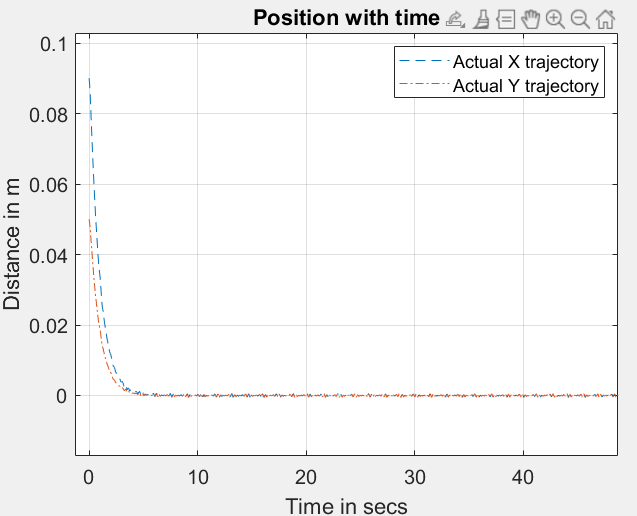 Position with time
0.1
Actual X trajectory
Actual Y trajectory
0.08
0.06
0.04
0.02
0
Distance in m
0 10 20 30 40
Time in secs